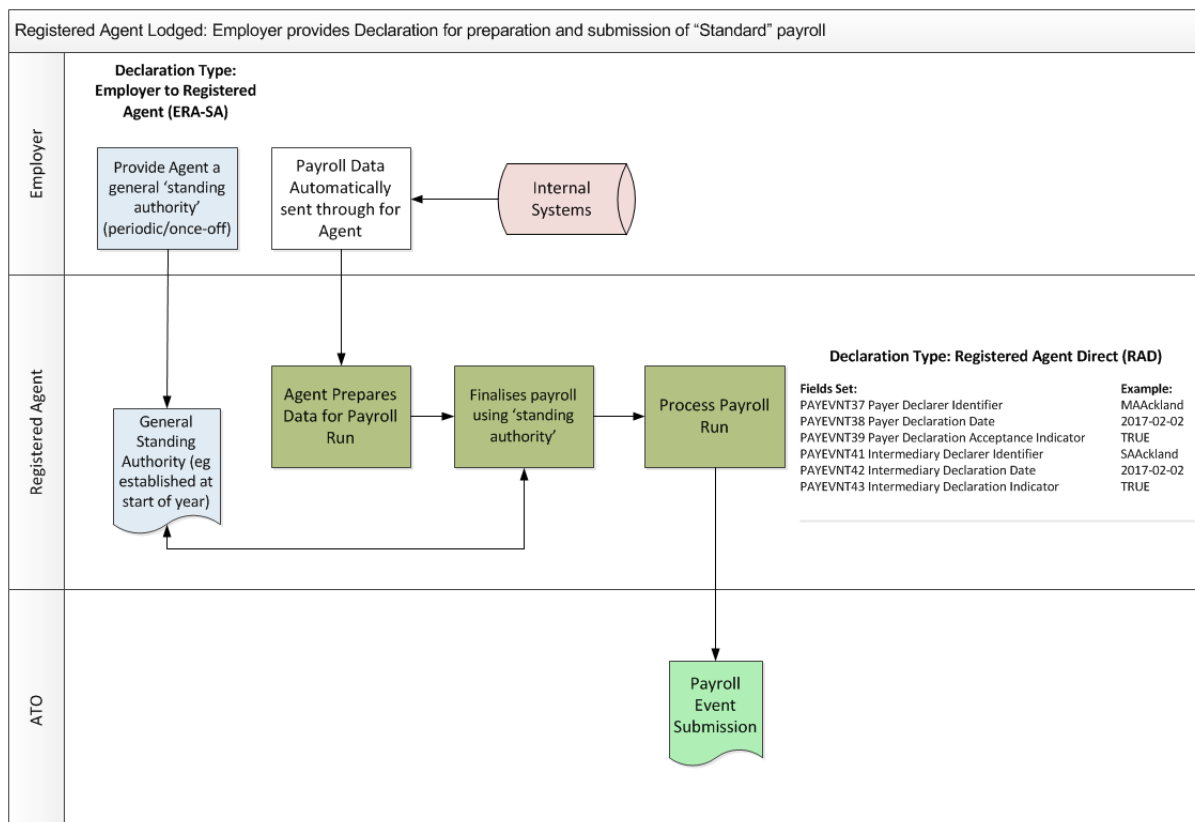 Registered Agent Lodged: Employer provides Declaration for preparation and submission of “Standard” payroll
Employer
Declaration Type:
Employer to Registered
Agent (ERA-SA)
Provide Agent a
general ‘standing
authority’
(periodic/once-off)
Payroll Data
Automatically
sent through for
Agent
Internal
Systems
Registered Agent
General
Standing
Authority (eg
established at
start of year)
Agent Prepares
Data for Payroll
Run
Finalises payroll
using ‘standing
authority’
Process Payroll
Run
Declaration Type: Registered Agent Direct (RAD)
Fields Set: Example:
PAYEVNT37 Payer Declarer Identifier MAAckland
PAYEVNT38 Payer Declaration Date 2017-02-02
PAYEVNT39 Payer Declaration Acceptance Indicator TRUE
PAYEVNT41 Intermediary Declarer Identifier SAAckland
PAYEVNT42 Intermediary Declaration Date 2017-02-02
PAYEVNT43 Intermediary Declaration Indicator TRUE
ATO
Payroll
Event
Submission